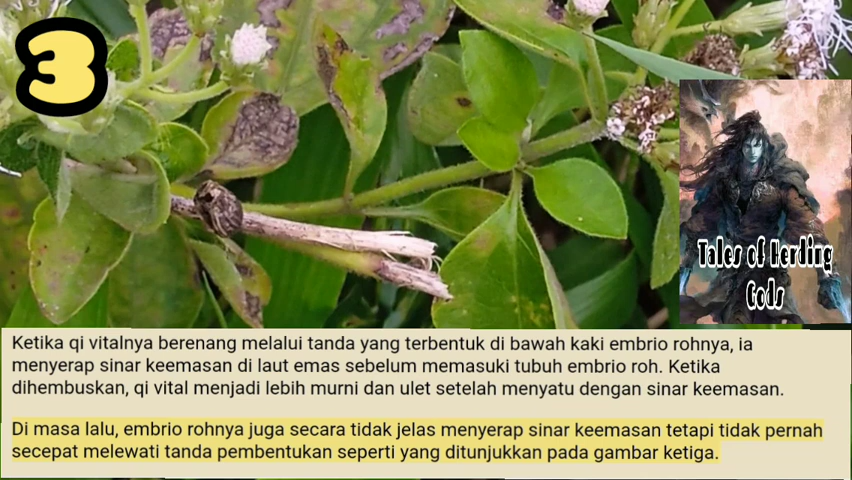 3
Tales of Herding
Gods
Ketika qi vitalnya berenang melalui tanda yang terbentuk di bawah kaki embrio rohnya, ia
menyerap sinar keemasan di laut emas sebelum memasuki tubuh embrio roh. Ketika
dihembuskan, qi vital menjadi lebih murni dan ulet setelah menyatu dengan sinar keemasan.
Di masa lalu, embrio rohnya juga secara tidak jelas menyerap sinar keemasan tetapi tidak pernah
secepat melewati tanda pembentukan seperti yang ditunjukkan pada gambar ketiga.